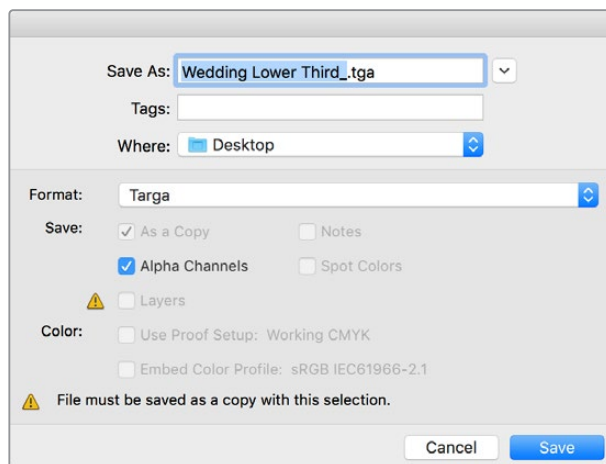 Save As: Wedding Lower Third_.tga
Tags:
Where: Desktop
Format: Targa
Save: As a Copy Notes
Alpha Channels Spot Colors
Layers
Color: Use Proof Setup: Working CMYK
Embed Color Profile: sRGB IEC61966-2.1
File must be saved as a copy with this selection.
Cancel Save